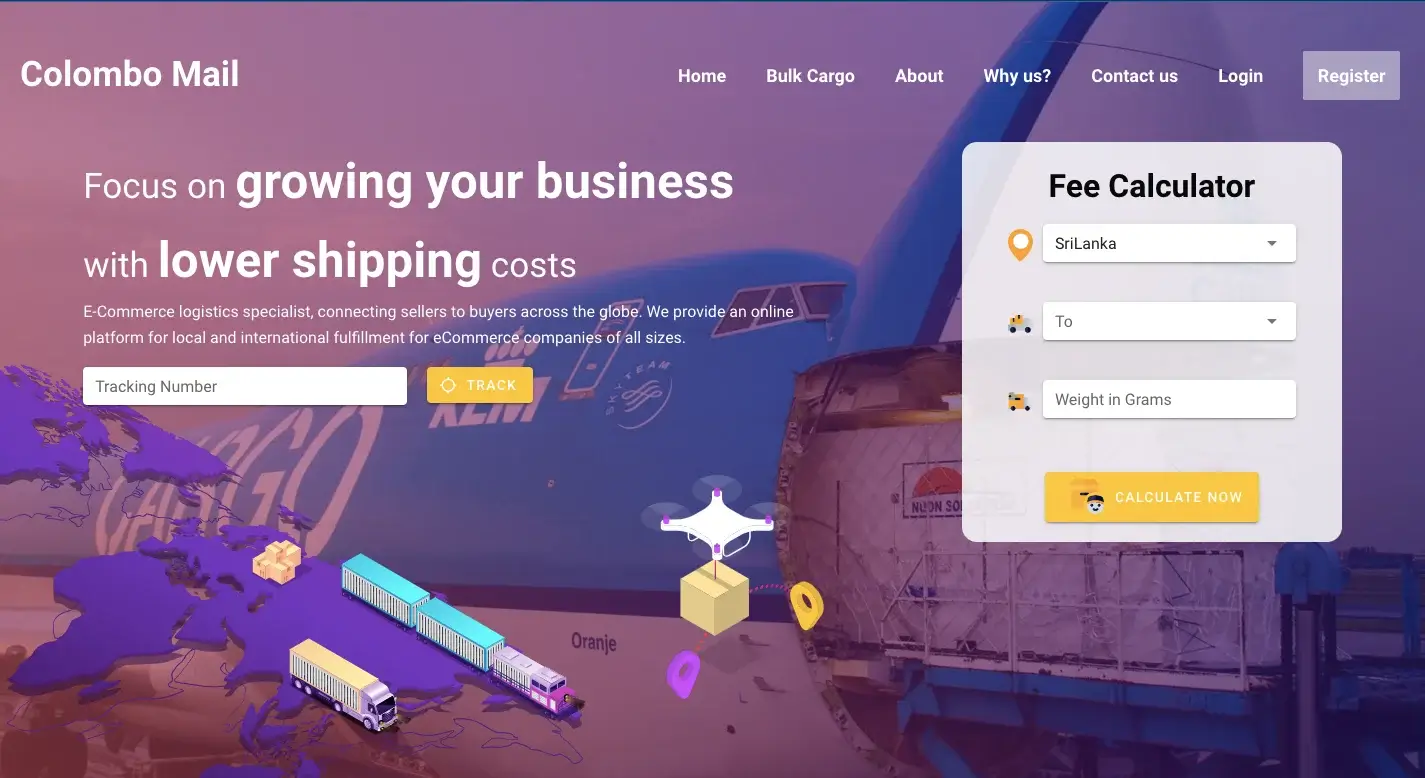 Colombo Mail
Home Bulk Cargo About Why us? Contact us Login Register
Focus on growing your business
with lower shipping costs
E-Commerce logistics specialist, connecting sellers to buyers across the globe. We provide an online
platform for local and international fulfillment for eCommerce companies of all sizes.
Tracking Number
TRACK
Fee Calculator
SriLanka
To
Weight in Grams
CALCULATE NOW
CARGO
KLM
SKYTEAM
Oranje